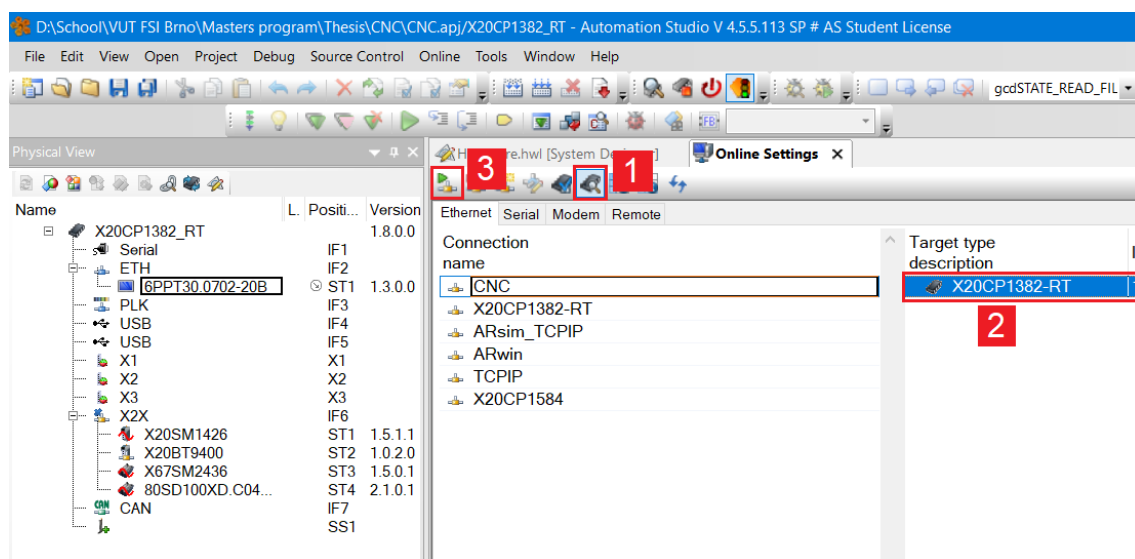 D:\School\VUT FSI Brno\Masters program\Thesis\CNC\CNC.apj/X20CP1382_RT - Automation Studio V 4.5.5.113 SP # AS Student License
File Edit View Open Project Debug Source Control Online Tools Window Help
gcdSTATE_READ_FIL
Physical View
[System
Online Settings X
3
1
Name L. Positi... Version
Ethernet Serial Modem Remote
X20CP1382_RT 1.8.0.0
Serial IF1
ETH IF2
6PPT30.0702-20B ST1 1.3.0.0
PLK IF3
USB IF4
USB IF5
X1 X1
X2 X2
X3 X3
X2X IF6
X20SM1426 ST1 1.5.1.1
X20BT9400 ST2 1.0.2.0
X67SM2436 ST3 1.5.0.1
80SD100XD.C04... ST4 2.1.0.1
CAN IF7
SS1
Connection
name
CNC
X20CP1382-RT
ARsim_TCPIP
ARwin
TCPIP
X20CP1584
Target type
description
X20CP1382-RT
2